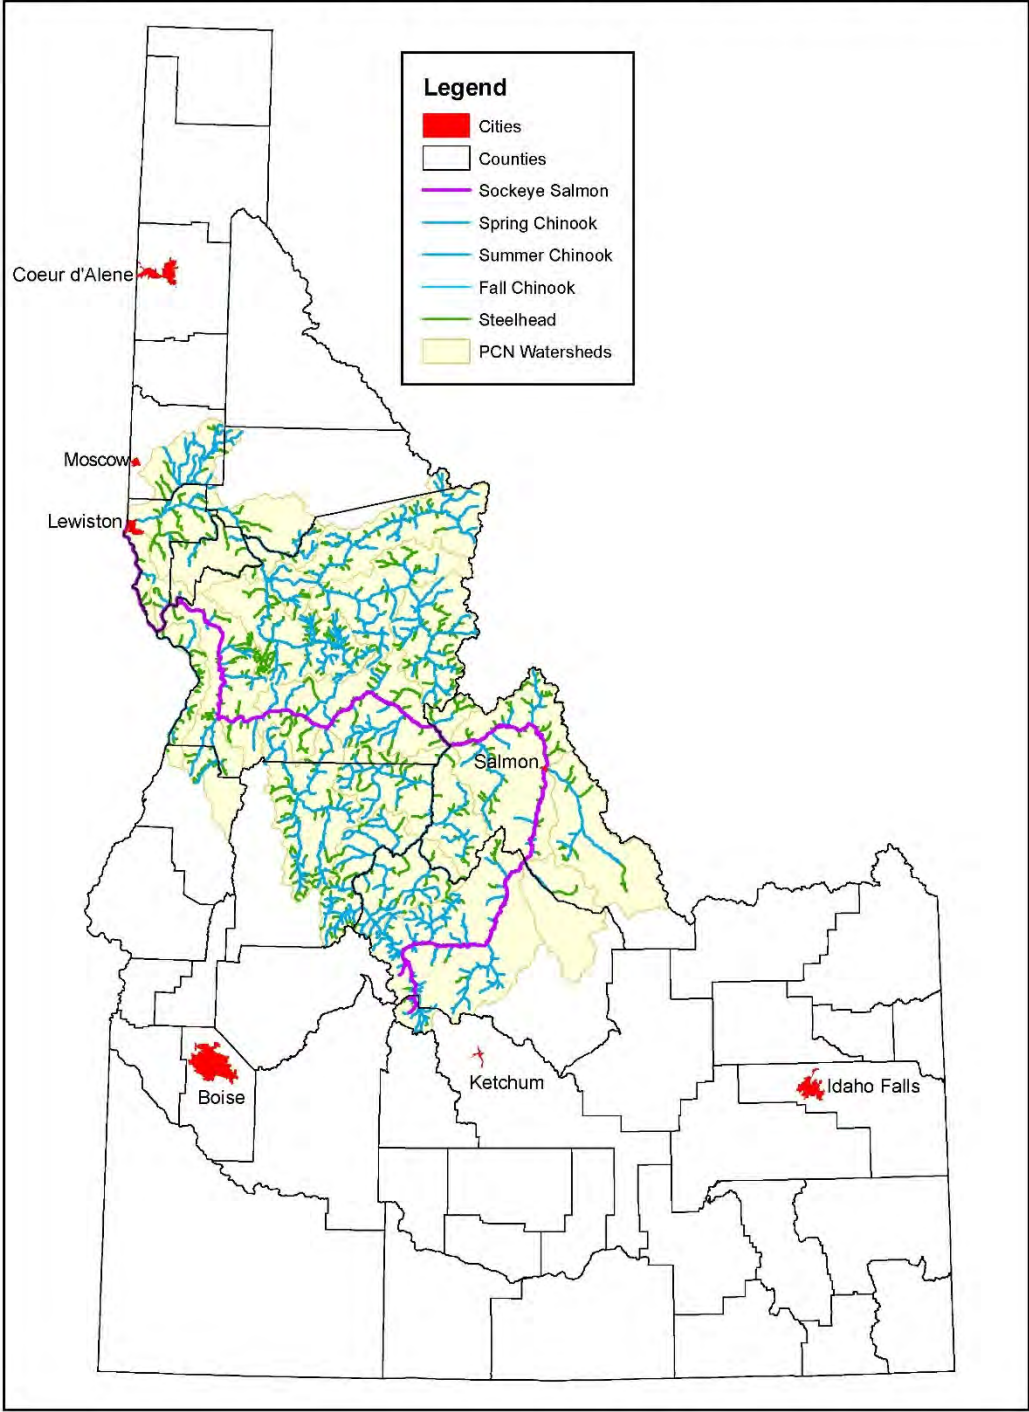 Legend
Cities
Counties
Sockeye Salmon
Spring Chinook
Summer Chinook
Fall Chinook
Steelhead
PCN Watersheds
Coeur d'Alene
Moscow
Lewiston
Salmon
Ketchum
Idaho Falls
Boise